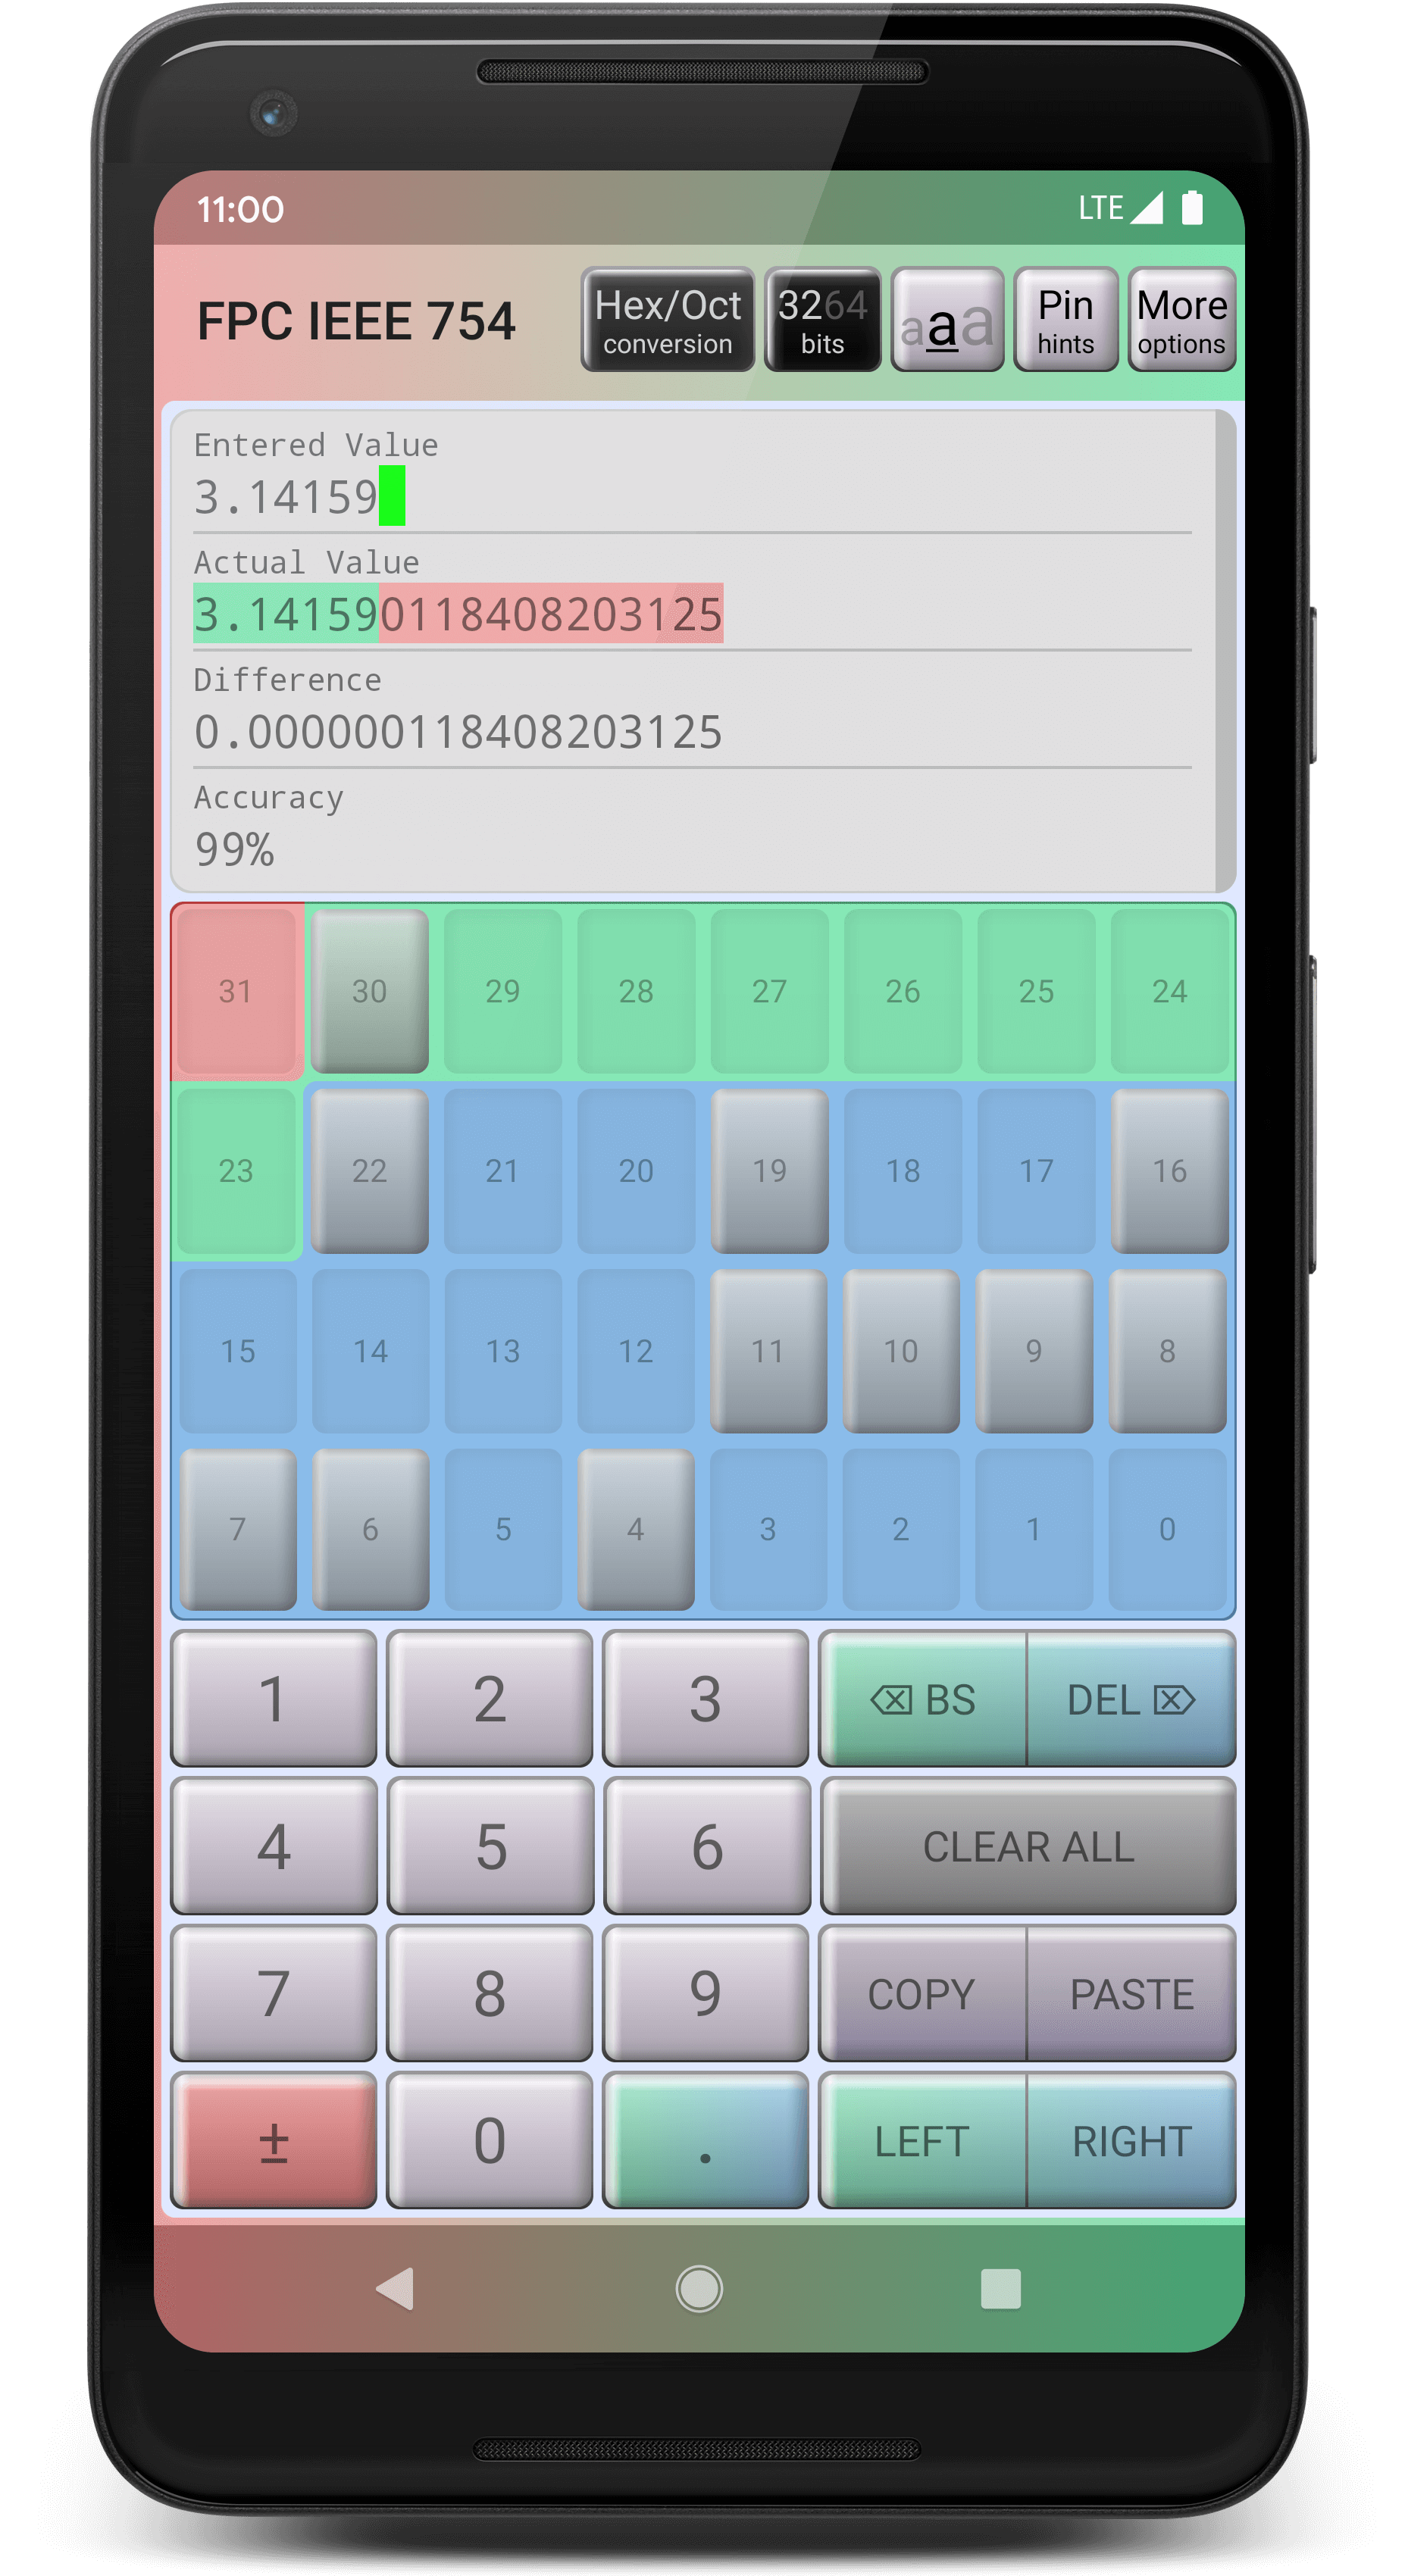 11:00 LTE
FPC IEEE 754 Hex/Oct conversion 3264 bits aaa Pin hints More options
Entered Value
3.14159
Actual Value
3.141590118408203125
Difference
0.0000000118408203125
Accuracy
99%
31 30 29 28 27 26 25 24
23 22 21 20 19 18 17 16
15 14 13 12 11 10 9 8
7 6 5 4 3 2 1 0
1 2 3 BS DEL
4 5 6 CLEAR ALL
7 8 9 COPY PASTE
± 0 . LEFT RIGHT